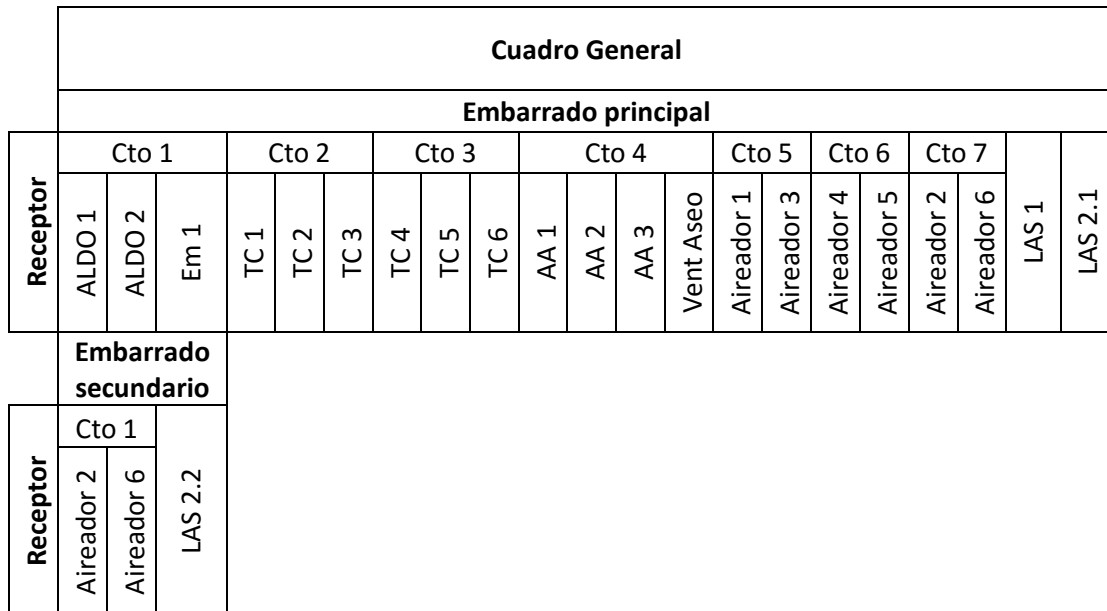 Cuadro General
Embarrado principal
Receptor
Cto 1
Cto 2
Cto 3
Cto 4
Cto 5
Cto 6
Cto 7
ALDO 1
ALDO 2
Em 1
TC 1
TC 2
TC 3
TC 4
TC 5
TC 6
AA 1
AA 2
AA 3
Vent Aseo
Aireador 1
Aireador 3
Aireador 4
Aireador 5
Aireador 2
Aireador 6
LAS 1
LAS 2.1
Embarrado
secundario
Receptor
Cto 1
Aireador 2
Aireador 6
LAS 2.2